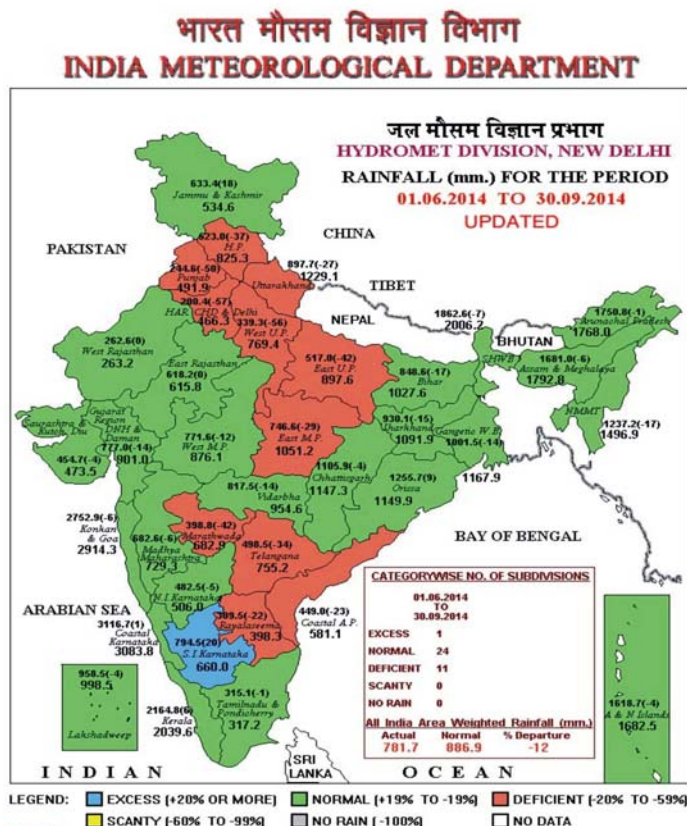 भारत मौसम विज्ञान विभाग
INDIA METEOROLOGICAL DEPARTMENT
जल मौसम विज्ञान प्रभाग
HYDROMET DIVISION, NEW DELHI
RAINFALL (mm.) FOR THE PERIOD
01.06.2014 TO 30.09.2014
UPDATED
633.4(18)
Jammu & Kashmir
534.6
CHINA
PAKISTAN
623.0(-37)
H.P.
825.3
897.7(-27)
1229.1
Uttarakhand
TIBET
244.6(-50)
Punjab
491.9
200.4(-57)
HAR CHD & Delhi
466.3
339.3(-56)
West U.P.
769.4
NEPAL
1862.6(-7)
2006.2
SHWB
BHUTAN
1750.8(-1)
Arunachal Pradesh
1768.0
262.6(0)
West Rajasthan
263.2
East Rajasthan
618.2(0)
615.8
517.0(-42)
East U.P.
897.6
848.6(-17)
Bihar
1027.6
1681.0(-6)
Assam & Meghalaya
1792.8
NMMT
1237.2(-17)
1496.9
Saurashtra &
Kutch, Diu
454.7(-4)
473.5
Gujarat
Region
DNH &
Daman
777.0(-14)
901.0
771.6(-12)
West M.P.
876.1
746.6(-29)
East M.P.
1051.2
930.1(-15)
Jharkhand
1091.9
Gangetic W.B.
1001.5(-14)
1167.9
1105.9(-4)
Chhattisgarh
1147.3
1255.7(9)
Orissa
1149.9
817.5(-14)
Vidarbha
954.6
2752.9(-6)
Konkan
& Goa
2914.3
682.6(-6)
Madhya
Maharashtra
729.3
398.8(-42)
Marathwada
682.9
498.5(-34)
Telangana
755.2
BAY OF BENGAL
ARABIAN SEA
482.5(-5)
N.I.Karnataka
506.0
309.5(-22)
Rayalaseema
398.3
449.0(-23)
Coastal A.P.
581.1
3116.7(1)
Coastal
Karnataka
3083.8
794.5(20)
S.I.Karnataka
660.0
958.5(-4)
998.5
Lakshadweep
2164.8(6)
Kerala
2039.6
315.1(-1)
Tamilnadu &
Pondicherry
317.2
CATEGORYWISE NO. OF SUBDIVISIONS
01.06.2014
TO
30.09.2014
EXCESS 1
NORMAL 24
DEFICIENT 11
SCANTY 0
NO RAIN 0
All India Area Weighted Rainfall (mm.)
Actual Normal % Departure
781.7 886.9 -12
1618.7(-4)
A & N Islands
1682.5
SRI
LANKA
INDIAN OCEAN
LEGEND: EXCESS (+20% OR MORE) NORMAL (+19% TO -19%) DEFICIENT (-20% TO -59%)
SCANTY (-60% TO -99%) NO RAIN (-100%) NO DATA